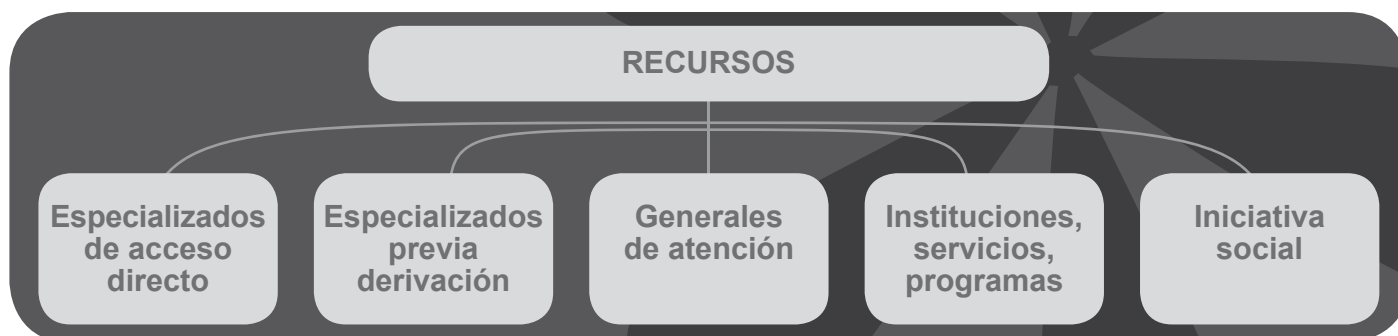 RECURSOS
Especializados
de acceso
directo
Especializados
previa
derivación
Generales
de atención
Instituciones,
servicios,
programas
Iniciativa
social